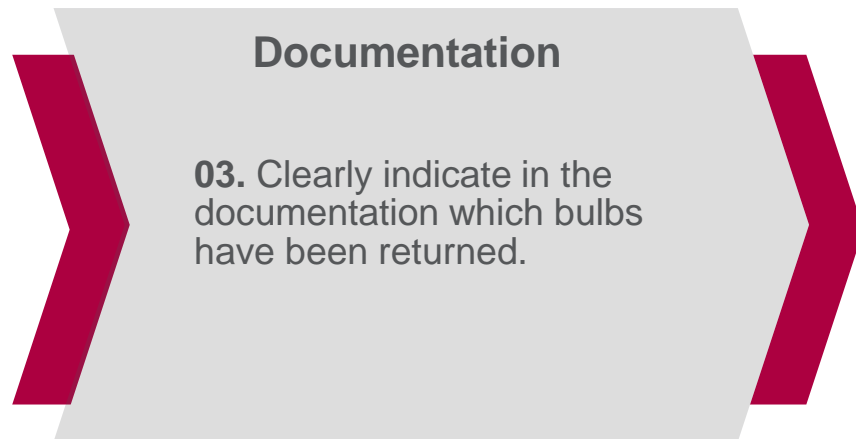 Documentation
03. Clearly indicate in the
documentation which bulbs
have been returned.